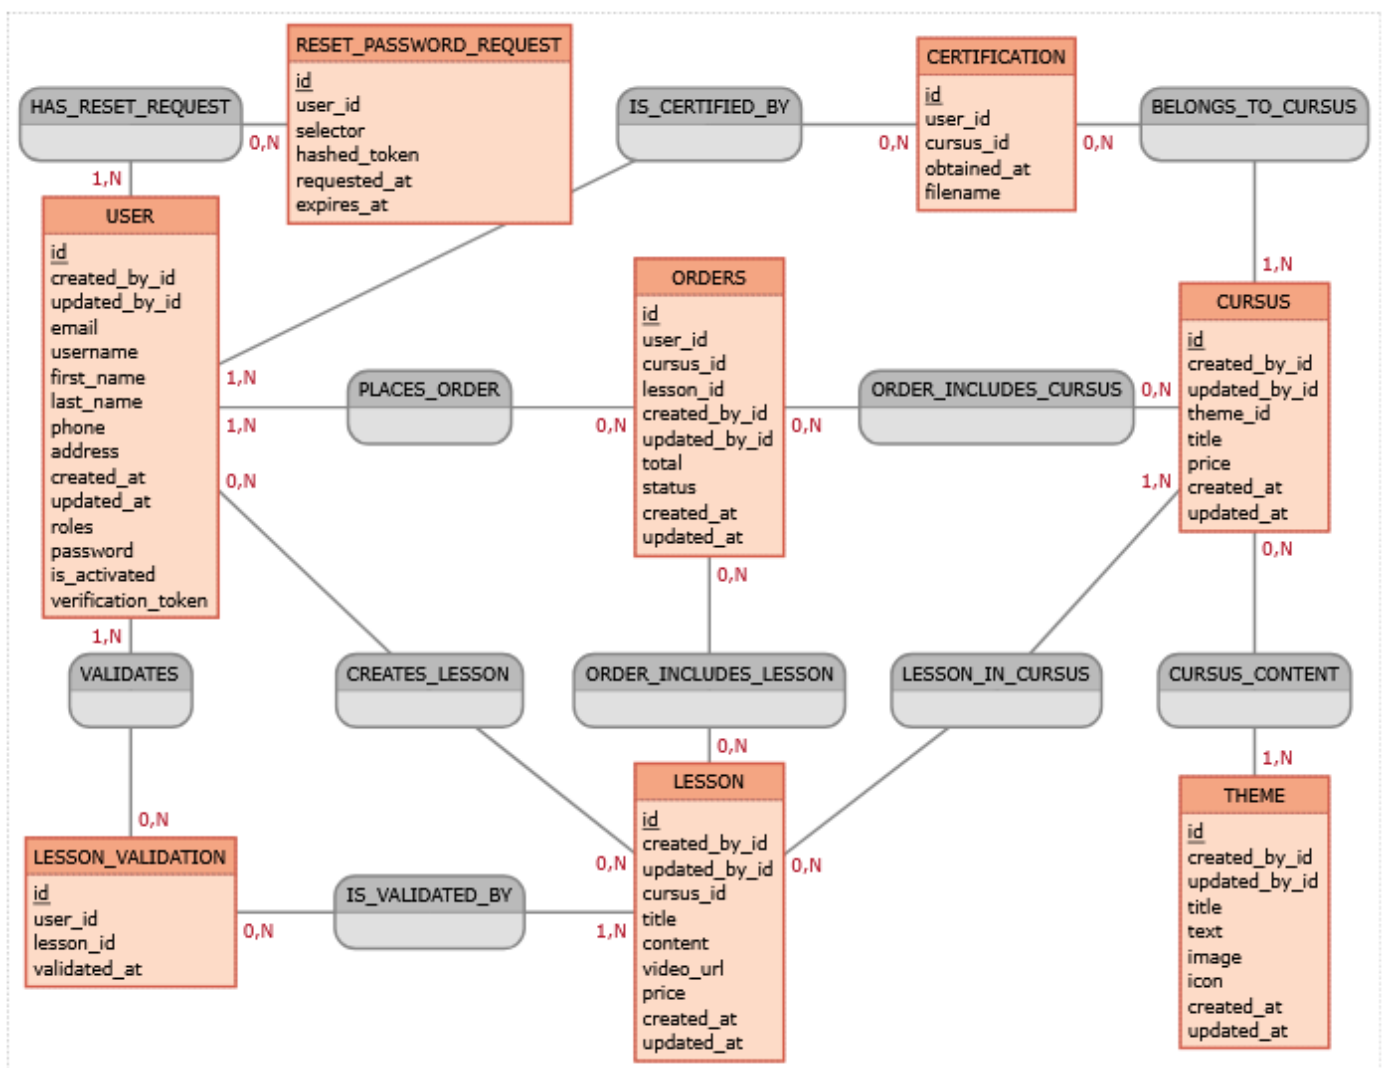 RESET_PASSWORD_REQUEST
id
user_id
selector
hashed_token
requested_at
expires_at
HAS_RESET_REQUEST
0,N
1,N
IS_CERTIFIED_BY
0,N
1,N
CERTIFICATION
id
user_id
cursus_id
obtained_at
filename
BELONGS_TO_CURSUS
0,N
1,N
USER
id
created_by_id
updated_by_id
email
username
first_name
last_name
phone
address
created_at
updated_at
roles
password
is_activated
verification_token
PLACES_ORDER
1,N
0,N
ORDERS
id
user_id
cursus_id
lesson_id
created_by_id
updated_by_id
total
status
created_at
updated_at
ORDER_INCLUDES_CURSUS
0,N
0,N
CURSUS
id
created_by_id
updated_by_id
theme_id
title
price
created_at
updated_at
0,N
1,N
0,N
0,N
1,N
VALIDATES
CREATES_LESSON
ORDER_INCLUDES_LESSON
LESSON_IN_CURSUS
CURSUS_CONTENT
0,N
0,N
1,N
0,N
0,N
LESSON_VALIDATION
id
user_id
lesson_id
validated_at
IS_VALIDATED_BY
0,N
1,N
LESSON
id
created_by_id
updated_by_id
cursus_id
title
content
video_url
price
created_at
updated_at
THEME
id
created_by_id
updated_by_id
title
text
image
icon
created_at
updated_at